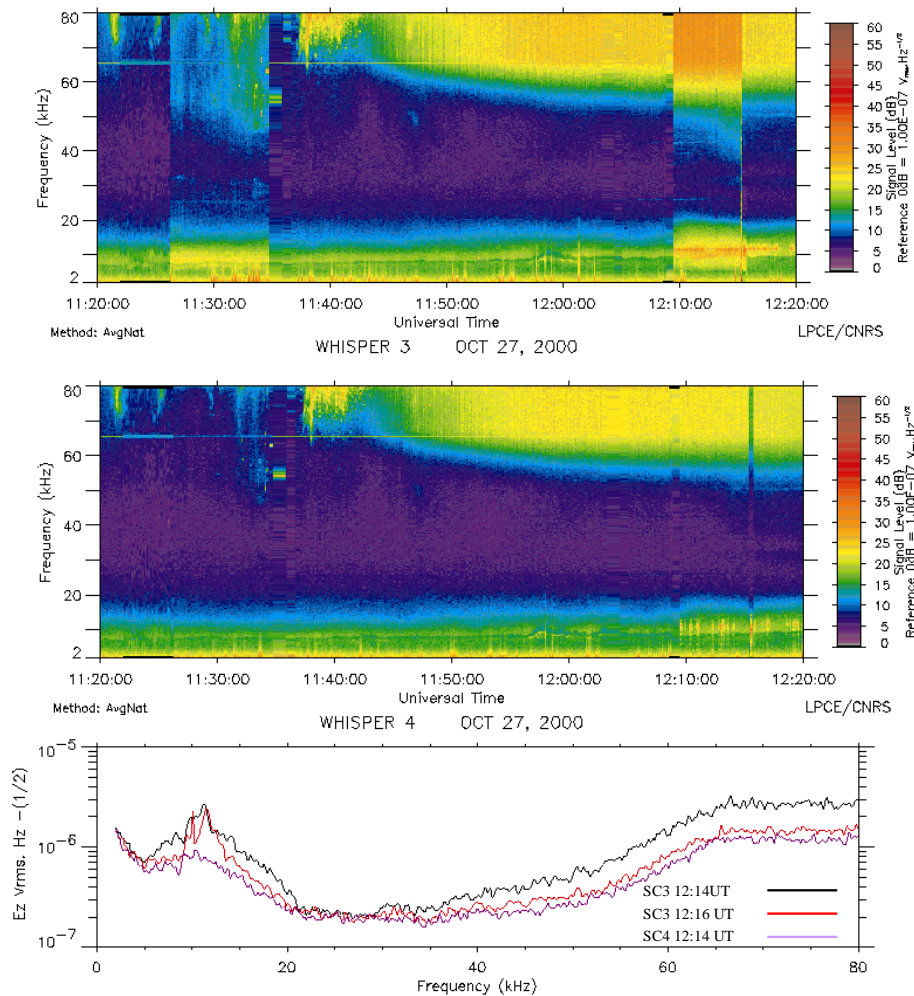 80
60
40
20
2
Frequency (kHz)
11:20:00 11:30:00 11:40:00 11:50:00 12:00:00 12:10:00 12:20:00
Universal Time
Method: AvgNat
LPCE/CNRS
60
55
50
45
40
35
30
25
20
15
10
5
0
Signal Level (dB)
Reference 0dB = 1.00E-07 Vrms.Hz-1/2
WHISPER 3 OCT 27, 2000
80
60
40
20
2
Frequency (kHz)
11:20:00 11:30:00 11:40:00 11:50:00 12:00:00 12:10:00 12:20:00
Universal Time
Method: AvgNat
LPCE/CNRS
60
55
50
45
40
35
30
25
20
15
10
5
0
Signal Level (dB)
Reference 0dB = 1.00E-07 Vrms.Hz-1/2
WHISPER 4 OCT 27, 2000
10-5
10-6
10-7
Ez Vrms. Hz -(1/2)
SC3 12:14UT
SC3 12:16 UT
SC4 12:14 UT
0 20 40 60 80
Frequency (kHz)